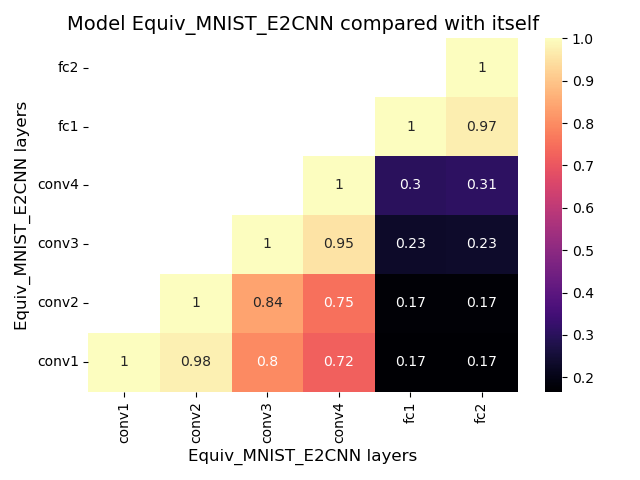 Model Equiv_MNIST_E2CNN compared with itself
Equiv_MNIST_E2CNN layers
fc2 1
fc1 1 0.97
conv4 1 0.3 0.31
conv3 1 0.95 0.23 0.23
conv2 1 0.84 0.75 0.17 0.17
conv1 1 0.98 0.8 0.72 0.17 0.17
conv1 conv2 conv3 conv4 fc1 fc2
Equiv_MNIST_E2CNN layers
1.0
0.9
0.8
0.7
0.6
0.5
0.4
0.3
0.2